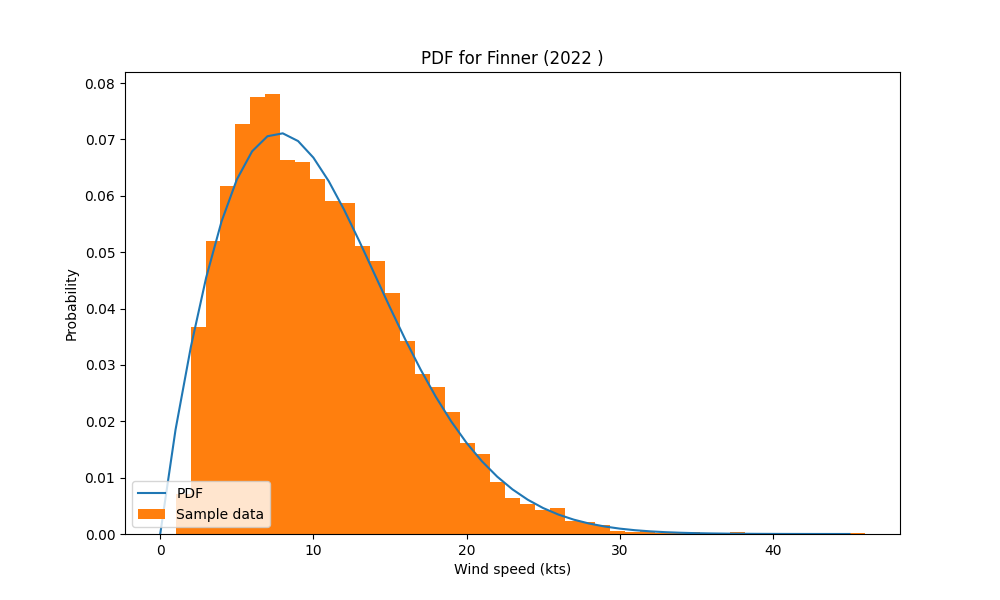 PDF for Finner (2022 )
0.08
0.07
0.06
0.05
0.04
0.03
0.02
0.01
0.00
Probability
PDF
Sample data
0 10 20 30 40
Wind speed (kts)